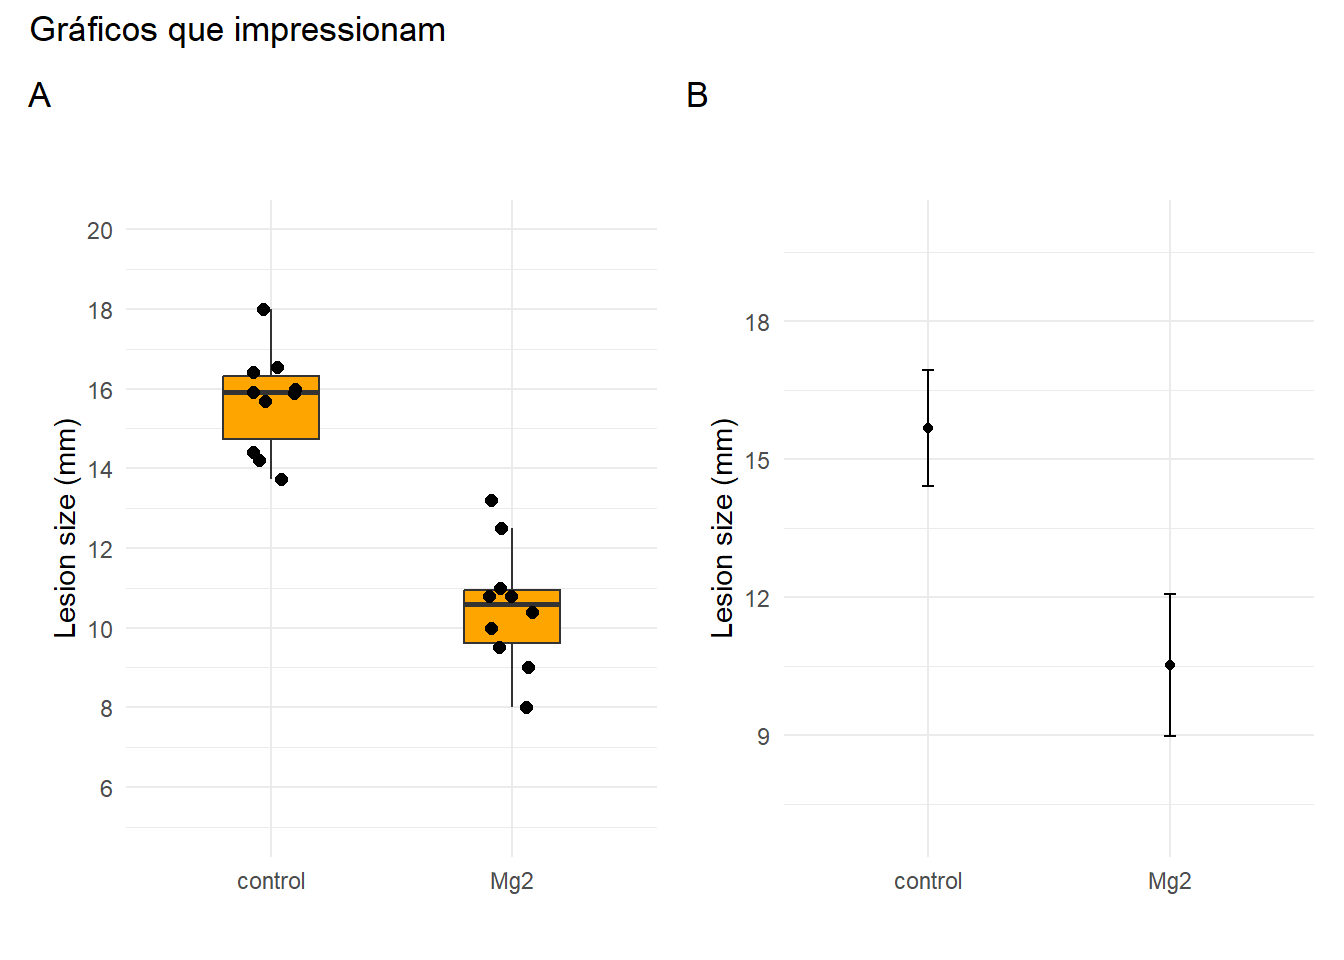 Gráficos que impressionam
A
B
Lesion size (mm)
20
18
16
14
12
10
8
6
control
Mg2
Lesion size (mm)
18
15
12
9
control
Mg2